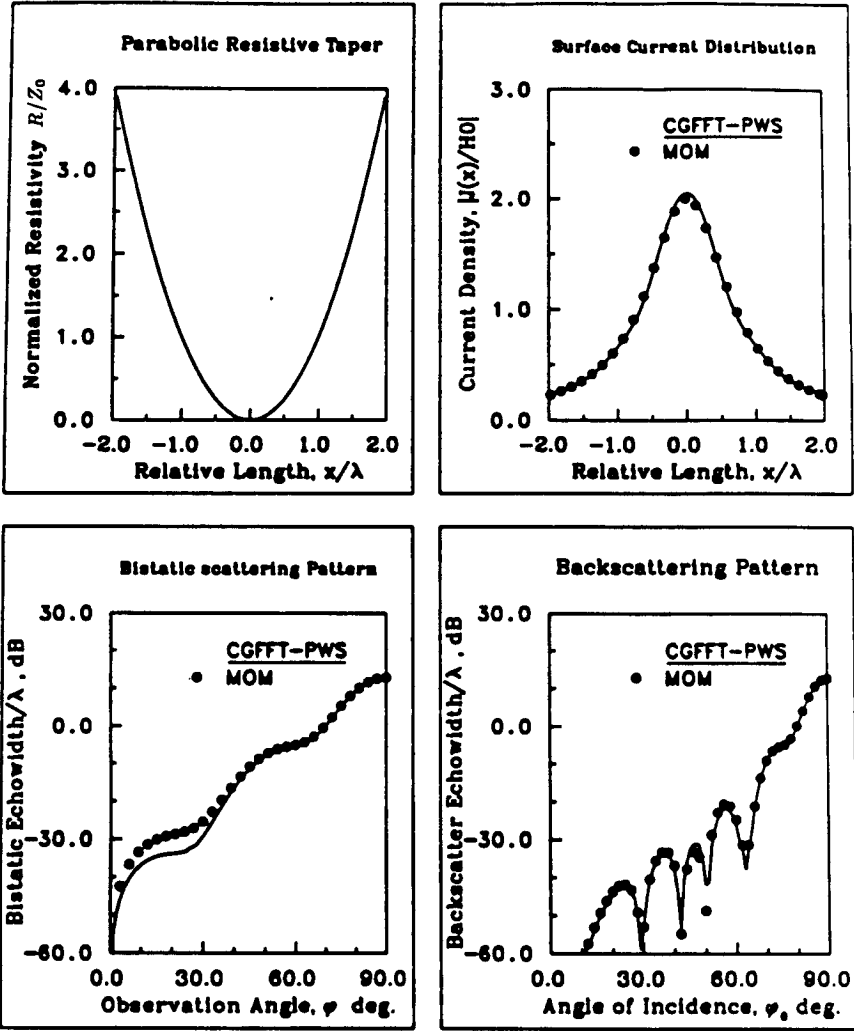 Parabolic Resistive Taper
Normalized Resistivity R/Z₀
4.0
3.0
2.0
1.0
0.0
-2.0 -1.0 0.0 1.0 2.0
Relative Length, x/λ
Surface Current Distribution
Current Density, |J(x)/H0|
3.0
2.0
1.0
0.0
CGFFT-PWS
MOM
-2.0 -1.0 0.0 1.0 2.0
Relative Length, x/λ
Bistatic scattering Pattern
Bistatic Echowidth/λ, dB
30.0
0.0
-30.0
-60.0
CGFFT-PWS
MOM
0.0 30.0 60.0 90.0
Observation Angle, φ deg.
Backscattering Pattern
Backscatter Echowidth/λ, dB
30.0
0.0
-30.0
-60.0
CGFFT-PWS
MOM
0.0 30.0 60.0 90.0
Angle of Incidence, φ₀ deg.